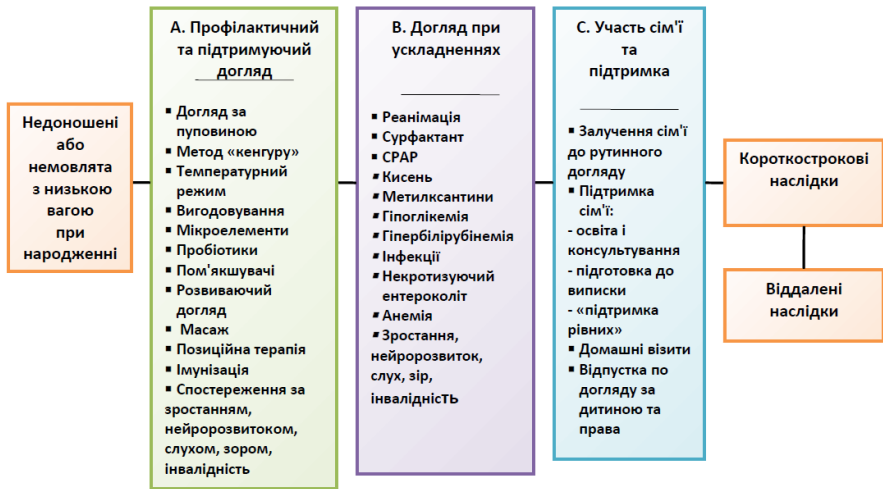 Недоношені
або
немовлята
з низькою
вагою
при
народженні
А. Профілактичний
та підтримуючий
догляд
▪ Догляд за
пуповиною
▪ Метод «кенгуру»
▪ Температурний
режим
▪ Вигодовування
▪ Мікроелементи
▪ Пробіотики
▪ Пом'якшувачі
▪ Розвиваючий
догляд
▪ Масаж
▪ Позиційна терапія
▪ Імунізація
▪ Спостереження за
зростанням,
нейророзвитоком,
слухом, зором,
інвалідність
В. Догляд при
ускладненнях
▪ Реанімація
▪ Сурфактант
▪ СРАР
▪ Кисень
▪ Метилксантини
▪ Гіпоглікемія
▪ Гіпербілірубінемія
▪ Інфекції
▪ Некротизуючий
ентероколіт
▪ Анемія
▪ Зростання,
нейророзвиток,
слух, зір,
інвалідність
С. Участь сім'ї
та
підтримка
▪ Залучення сім'ї
до рутинного
догляду
▪ Підтримка
сім'ї:
- освіта і
консультування
- підготовка до
виписки
- «підтримка
рівних»
▪ Домашні візити
▪ Відпустка по
догляду за
дитиною та
права
Короткострокові
наслідки
Віддалені
наслідки